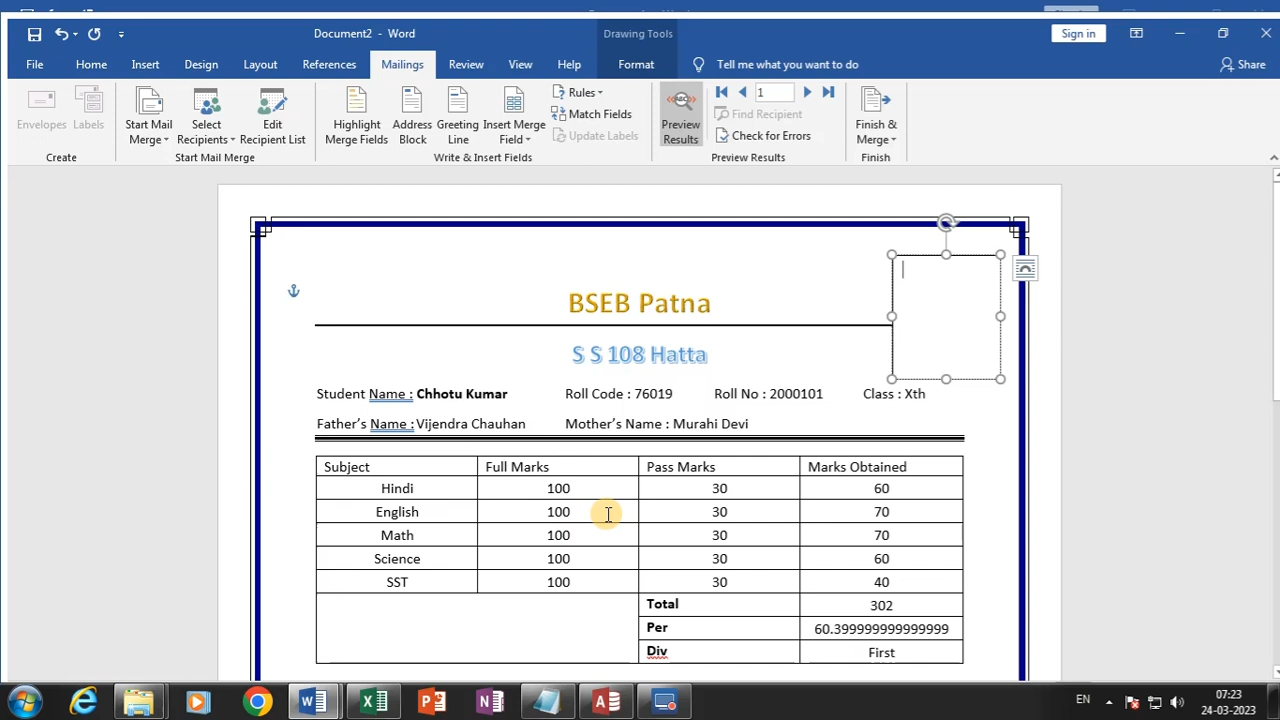 Document2 - Word
Drawing Tools
Sign in
File Home Insert Design Layout References Mailings Review View Help Format Tell me what you want to do Share
Envelopes Labels Start Mail Merge Select Recipients Edit Recipient List Highlight Merge Fields Address Block Greeting Line Insert Merge Field Rules Match Fields Update Labels Preview Results 1 Find Recipient Check for Errors Finish & Merge
Create Start Mail Merge Write & Insert Fields Preview Results Finish
BSEB Patna
S S 108 Hatta
Student Name : Chhotu Kumar Roll Code : 76019 Roll No : 2000101 Class : Xth
Father's Name : Vijendra Chauhan Mother's Name : Murahi Devi
Subject Full Marks Pass Marks Marks Obtained
Hindi 100 30 60
English 100 30 70
Math 100 30 70
Science 100 30 60
SST 100 30 40
Total 302
Per 60.399999999999999
Div First
EN 07:23
24-03-2023